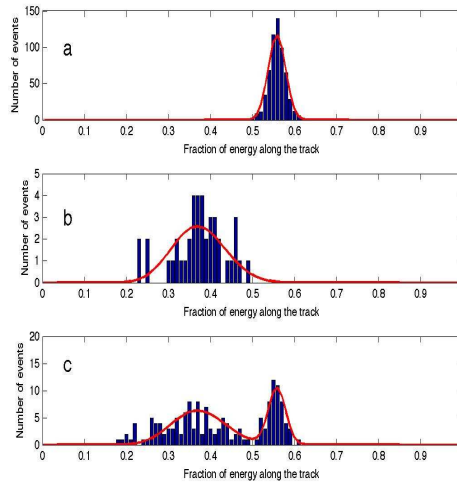 a
150
100
50
0
Number of events
0 0.1 0.2 0.3 0.4 0.5 0.6 0.7 0.8 0.9
Fraction of energy along the track
b
5
4
3
2
1
0
Number of events
0 0.1 0.2 0.3 0.4 0.5 0.6 0.7 0.8 0.9
Fraction of energy along the track
c
20
15
10
5
0
Number of events
0 0.1 0.2 0.3 0.4 0.5 0.6 0.7 0.8 0.9
Fraction of energy along the track